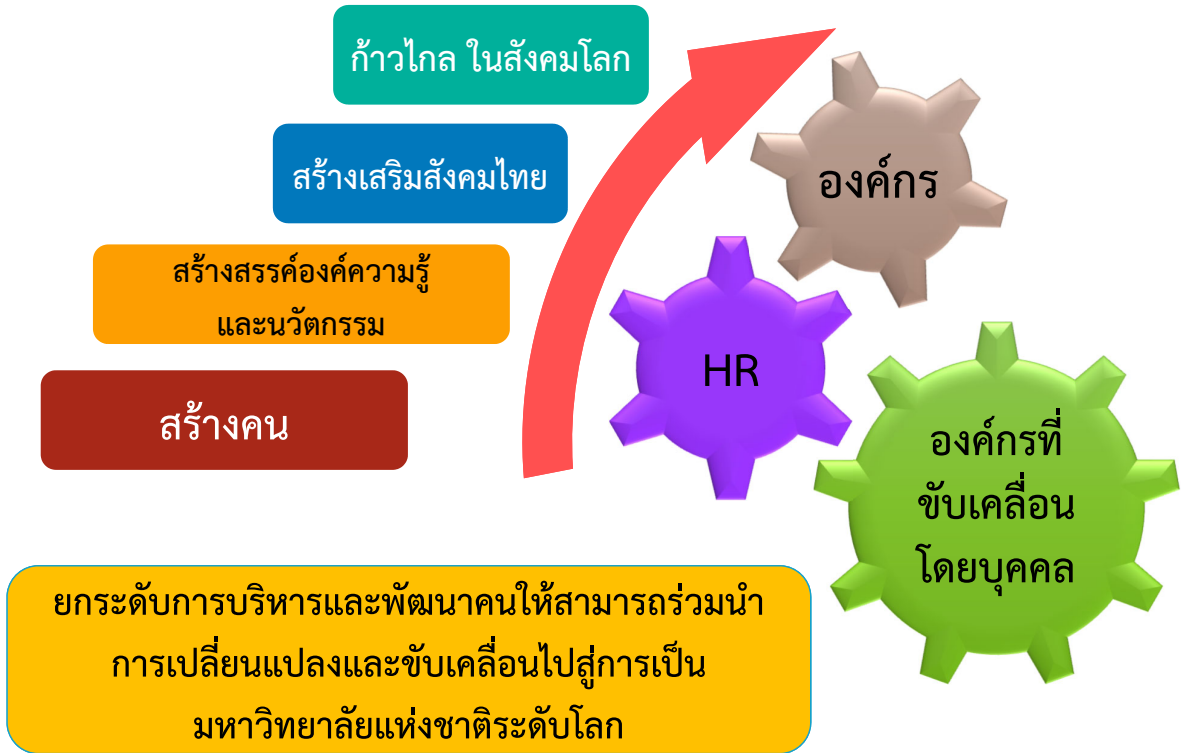 ก้าวไกล ในสังคมโลก
สร้างเสริมสังคมไทย
สร้างสรรค์องค์ความรู้
และนวัตกรรม
สร้างคน
องค์กร
HR
องค์กรที่
ขับเคลื่อน
โดยบุคคล
ยกระดับการบริหารและพัฒนาคนให้สามารถร่วมนำ
การเปลี่ยนแปลงและขับเคลื่อนไปสู่การเป็น
มหาวิทยาลัยแห่งชาติระดับโลก